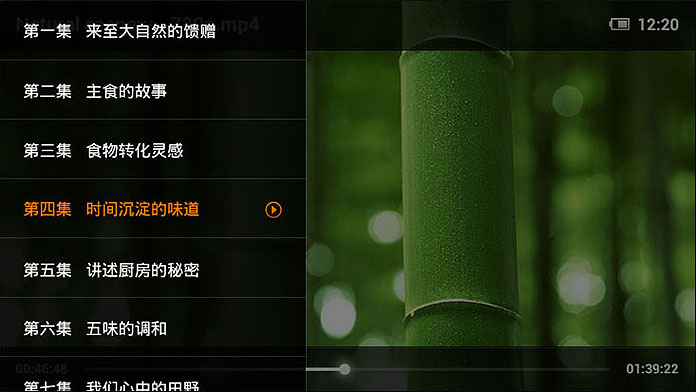 12:20
第一集 来至大自然的馈赠
第二集 主食的故事
第三集 食物转化灵感
第四集 时间沉淀的味道
第五集 讲述厨房的秘密
第六集 五味的调和
00:46:48
01:39:22
第七集 我们心中的田野